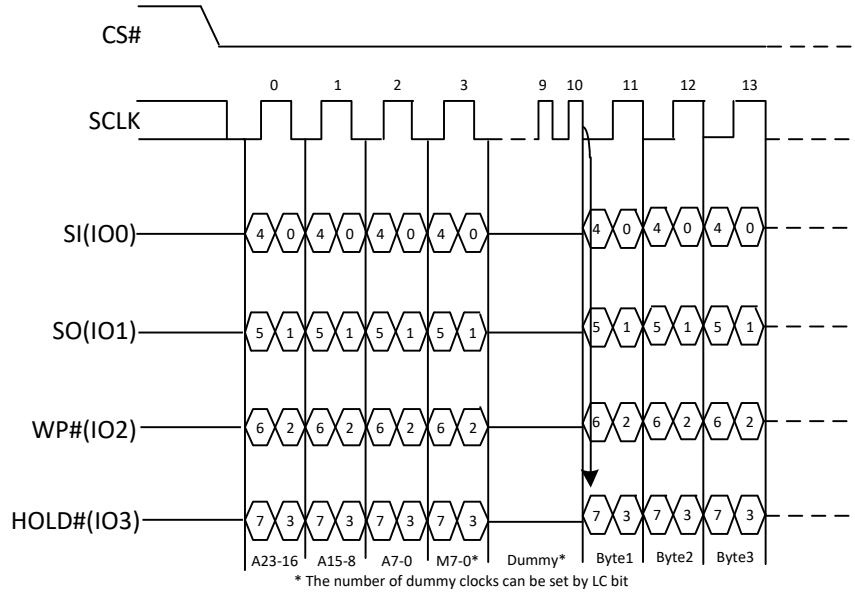 CS#
0 1 2 3 9 10 11 12 13
SCLK
SI(IO0) 4 0 4 0 4 0 4 0 4 0 4 0 4 0
SO(IO1) 5 1 5 1 5 1 5 1 5 1 5 1 5 1
WP#(IO2) 6 2 6 2 6 2 6 2 6 2 6 2 6 2
HOLD#(IO3) 7 3 7 3 7 3 7 3 7 3 7 3 7 3
A23-16 A15-8 A7-0 M7-0* Dummy* Byte1 Byte2 Byte3
* The number of dummy clocks can be set by LC bit